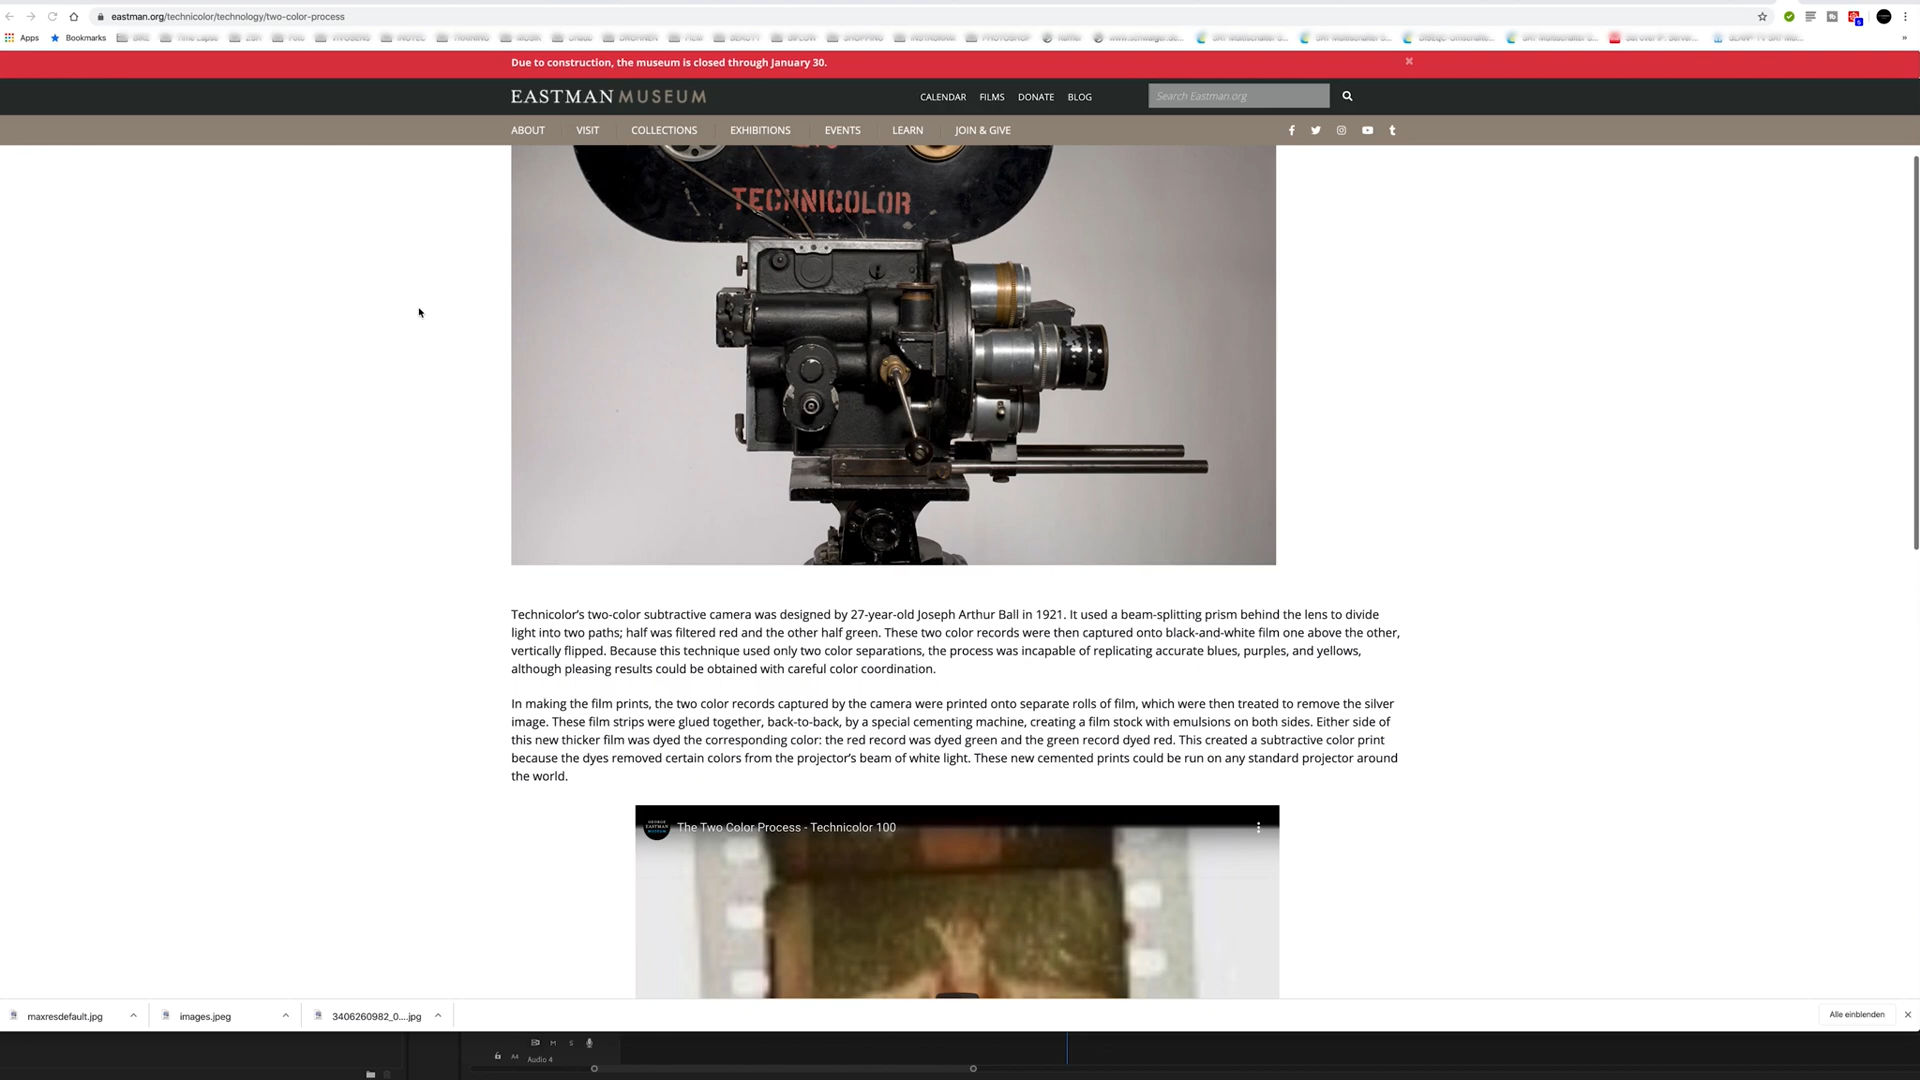 eastman.org/technicolor/technology/two-color-process
Apps
Bookmarks
Due to construction, the museum is closed through January 30.
EASTMAN MUSEUM
CALENDAR FILMS DONATE BLOG
Search Eastman.org
ABOUT VISIT COLLECTIONS EXHIBITIONS EVENTS LEARN JOIN & GIVE
TECHNICOLOR
Technicolor’s two-color subtractive camera was designed by 27-year-old Joseph Arthur Ball in 1921. It used a beam-splitting prism behind the lens to divide
light into two paths; half was filtered red and the other half green. These two color records were then captured onto black-and-white film one above the other,
vertically flipped. Because this technique used only two color separations, the process was incapable of replicating accurate blues, purples, and yellows,
although pleasing results could be obtained with careful color coordination.
In making the film prints, the two color records captured by the camera were printed onto separate rolls of film, which were then treated to remove the silver
image. These film strips were glued together, back-to-back, by a special cementing machine, creating a film stock with emulsions on both sides. Either side of
this new thicker film was dyed the corresponding color: the red record was dyed green and the green record dyed red. This created a subtractive color print
because the dyes removed certain colors from the projector’s beam of white light. These new cemented prints could be run on any standard projector around
the world.
GEORGE EASTMAN MUSEUM
The Two Color Process - Technicolor 100
maxresdefault.jpg
images.jpeg
3406260982_0....jpg
Alle einblenden
M S
A4
Audio 4